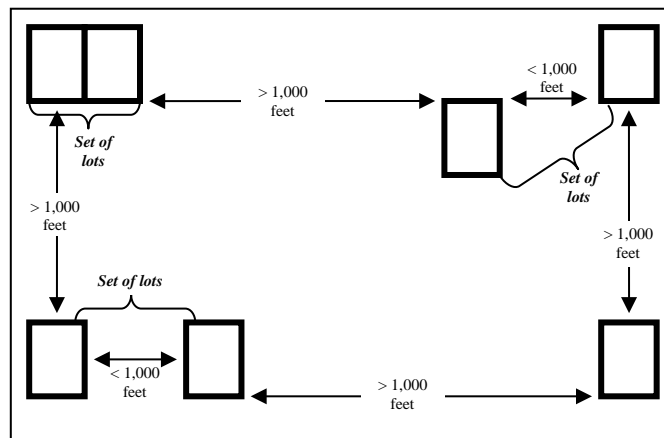 < 1,000
feet
> 1,000
feet
Set of
lots
Set of
lots
> 1,000
feet
> 1,000
feet
Set of lots
< 1,000
feet
> 1,000
feet